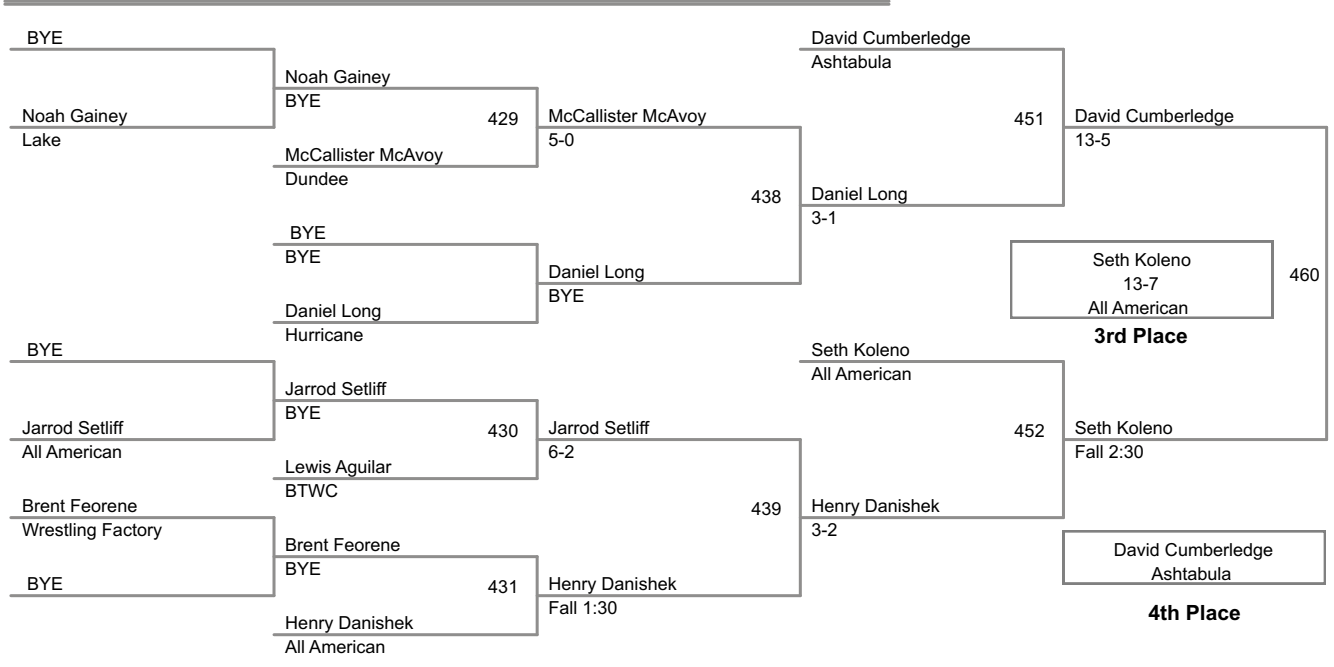 BYE
David Cumberledge
Ashtabula
Noah Gainey
BYE
Noah Gainey
Lake
429
McCallister McAvoy
5-0
451
David Cumberledge
13-5
McCallister McAvoy
Dundee
438
Daniel Long
3-1
BYE
BYE
Daniel Long
BYE
Seth Koleno
13-7
All American
460
3rd Place
Daniel Long
Hurricane
BYE
Seth Koleno
All American
Jarrod Setliff
BYE
Jarrod Setliff
All American
430
Jarrod Setliff
6-2
452
Seth Koleno
Fall 2:30
Lewis Aguilar
BTWC
Brent Feorene
Wrestling Factory
439
Henry Danishek
3-2
Brent Feorene
BYE
David Cumberledge
Ashtabula
BYE
431
Henry Danishek
Fall 1:30
4th Place
Henry Danishek
All American